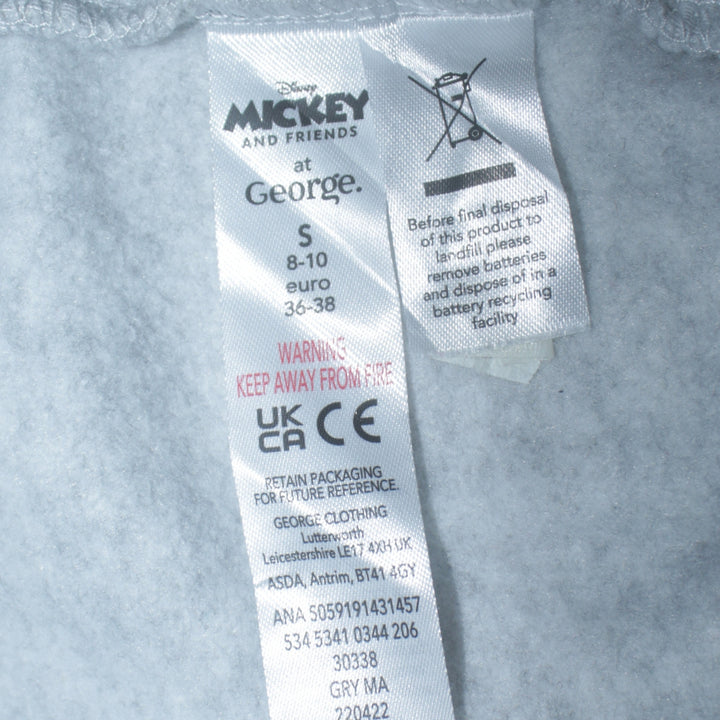 Disney
MICKEY
AND FRIENDS
at
George.
S
8-10
euro
36-38
WARNING
KEEP AWAY FROM FIRE
UK
CA CE
RETAIN PACKAGING
FOR FUTURE REFERENCE.
GEORGE CLOTHING
Lutterworth
Leicestershire LE17 4XH UK
ASDA, Antrim, BT41 4GY
ANA 5059191431457
534 5341 0344 206
30338
GRY MA
220422
Before final disposal
of this product to
landfill please
remove batteries
and dispose of in a
battery recycling
facility